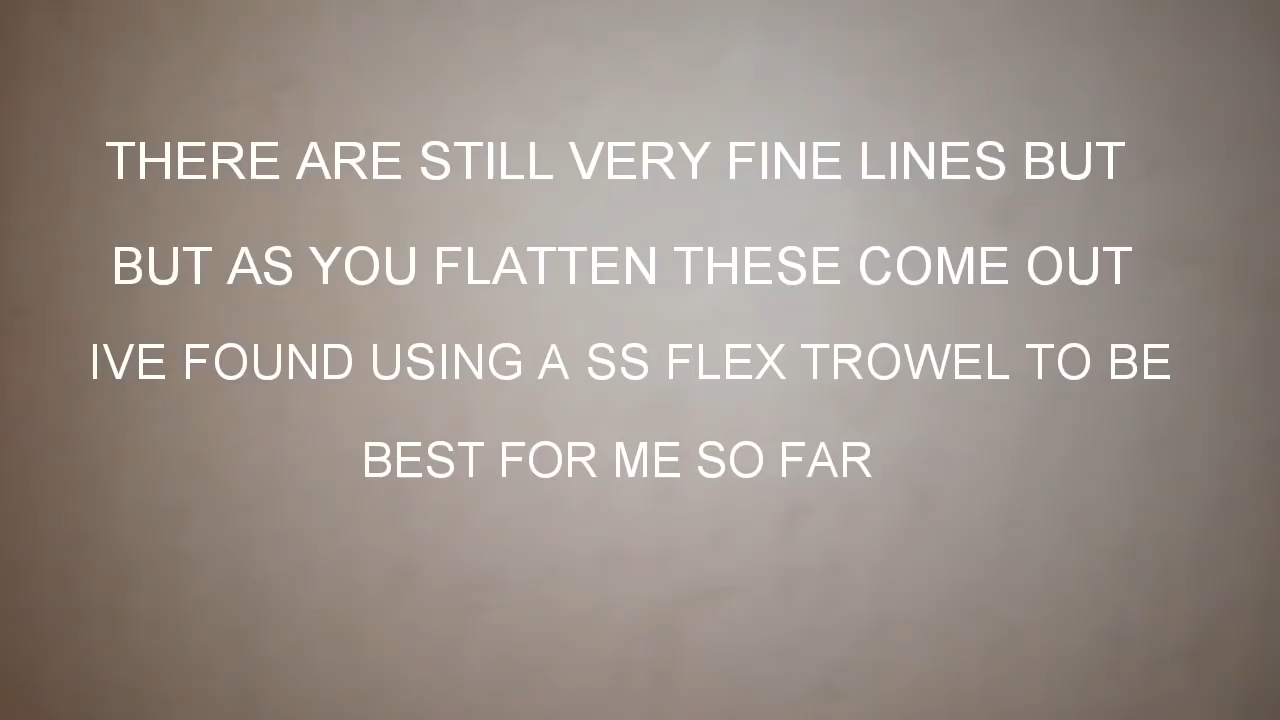 THERE ARE STILL VERY FINE LINES BUT
BUT AS YOU FLATTEN THESE COME OUT
IVE FOUND USING A SS FLEX TROWEL TO BE
BEST FOR ME SO FAR